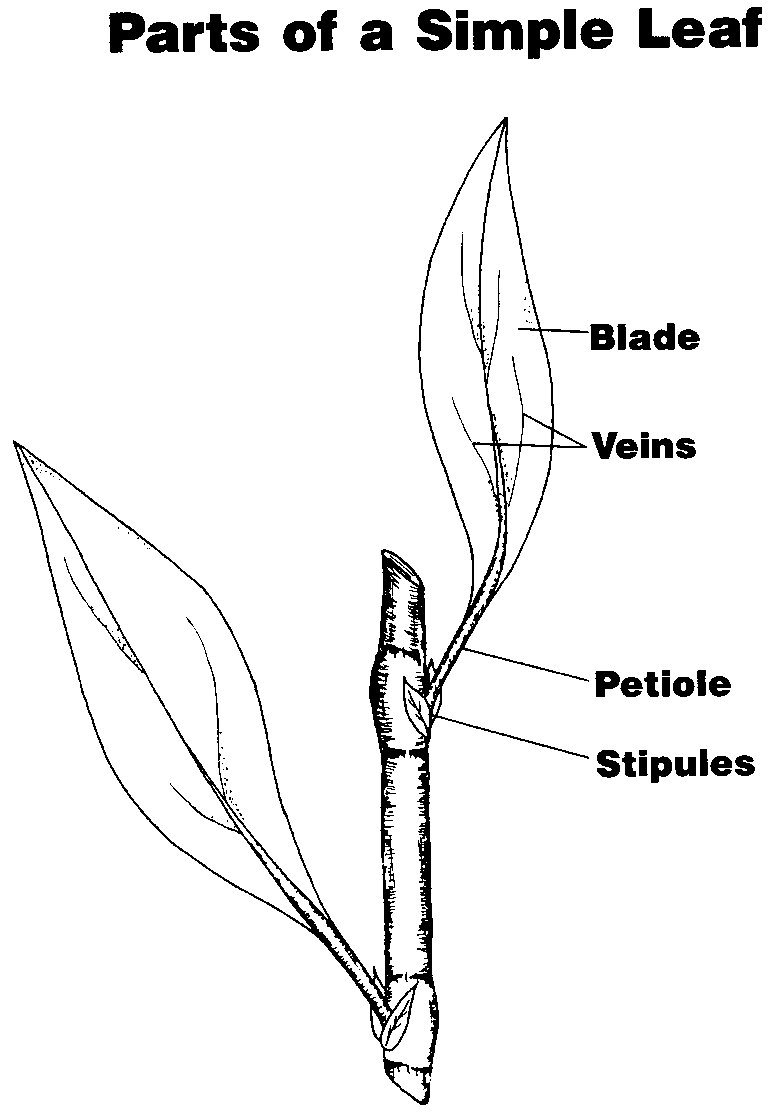 Parts of a Simple Leaf
Blade
Veins
Petiole
Stipules